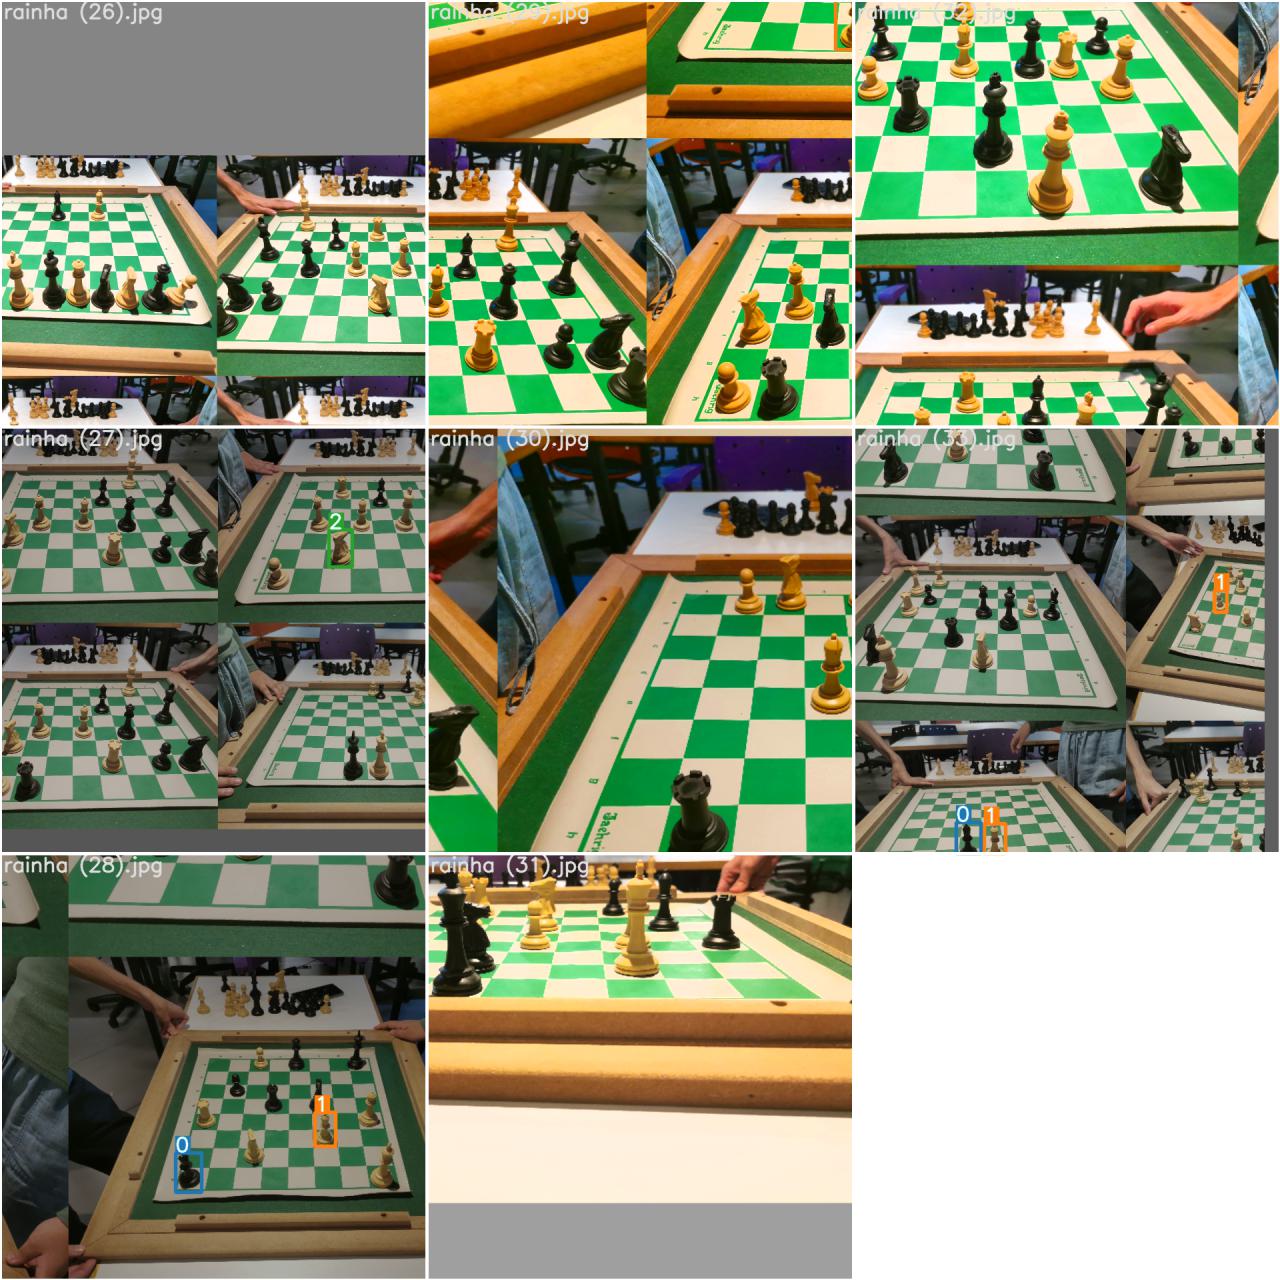 rainha (26).jpg
rainha (29).jpg
rainha (32).jpg
rainha (27).jpg
2
rainha (30).jpg
rainha (33).jpg
1
0
1
rainha (28).jpg
1
0
rainha (31).jpg